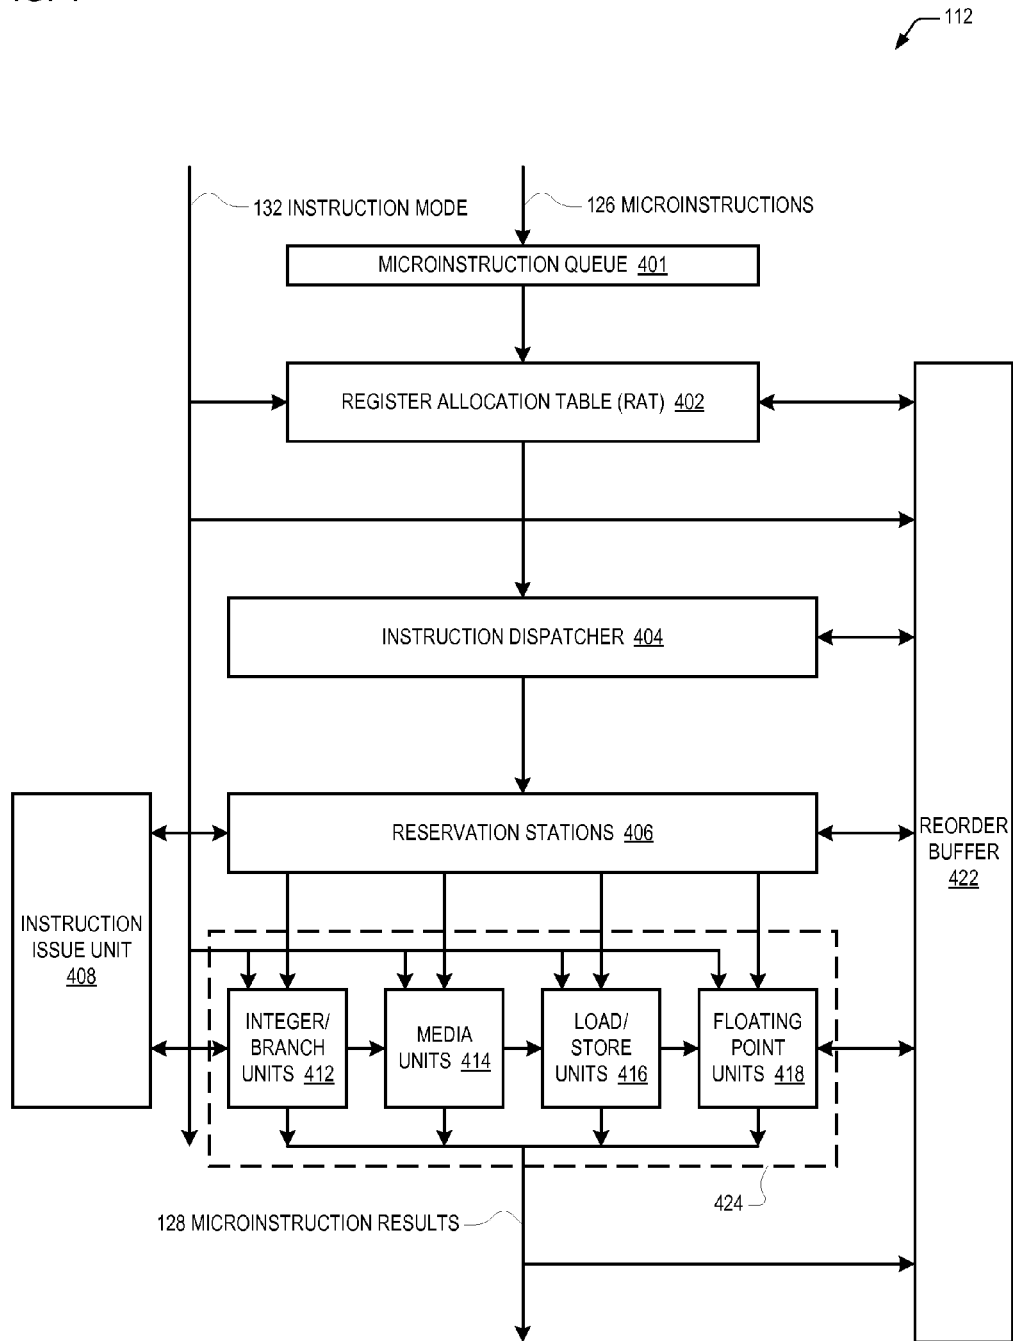 112
132 INSTRUCTION MODE
126 MICROINSTRUCTIONS
MICROINSTRUCTION QUEUE 401
REGISTER ALLOCATION TABLE (RAT) 402
INSTRUCTION DISPATCHER 404
RESERVATION STATIONS 406
REORDER
BUFFER
422
INSTRUCTION
ISSUE UNIT
408
INTEGER/
BRANCH
UNITS 412
MEDIA
UNITS 414
LOAD/
STORE
UNITS 416
FLOATING
POINT
UNITS 418
424
128 MICROINSTRUCTION RESULTS